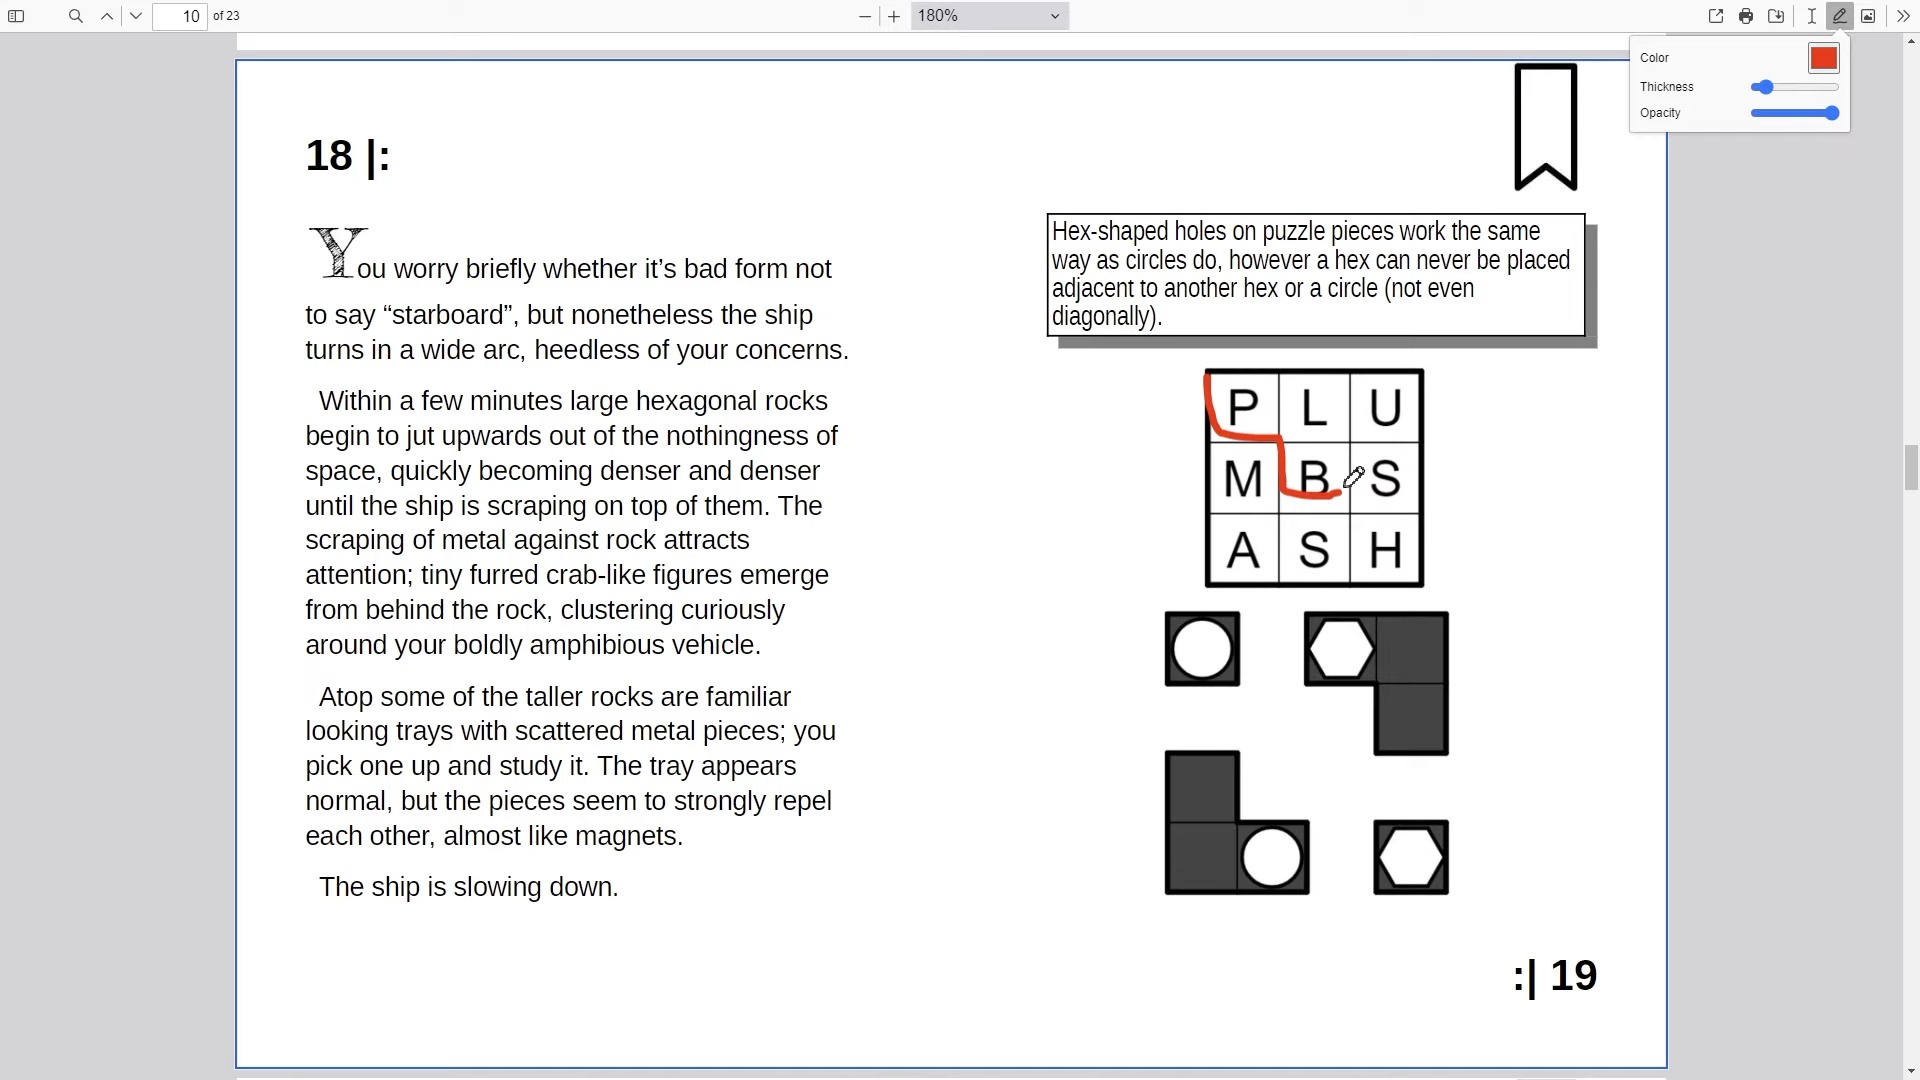 10 of 23
180%
Color
Thickness
Opacity
18 |:
You worry briefly whether it’s bad form not
to say “starboard”, but nonetheless the ship
turns in a wide arc, heedless of your concerns.
Within a few minutes large hexagonal rocks
begin to jut upwards out of the nothingness of
space, quickly becoming denser and denser
until the ship is scraping on top of them. The
scraping of metal against rock attracts
attention; tiny furred crab-like figures emerge
from behind the rock, clustering curiously
around your boldly amphibious vehicle.
Atop some of the taller rocks are familiar
looking trays with scattered metal pieces; you
pick one up and study it. The tray appears
normal, but the pieces seem to strongly repel
each other, almost like magnets.
The ship is slowing down.
Hex-shaped holes on puzzle pieces work the same
way as circles do, however a hex can never be placed
adjacent to another hex or a circle (not even
diagonally).
P L U
M B S
A S H
:| 19